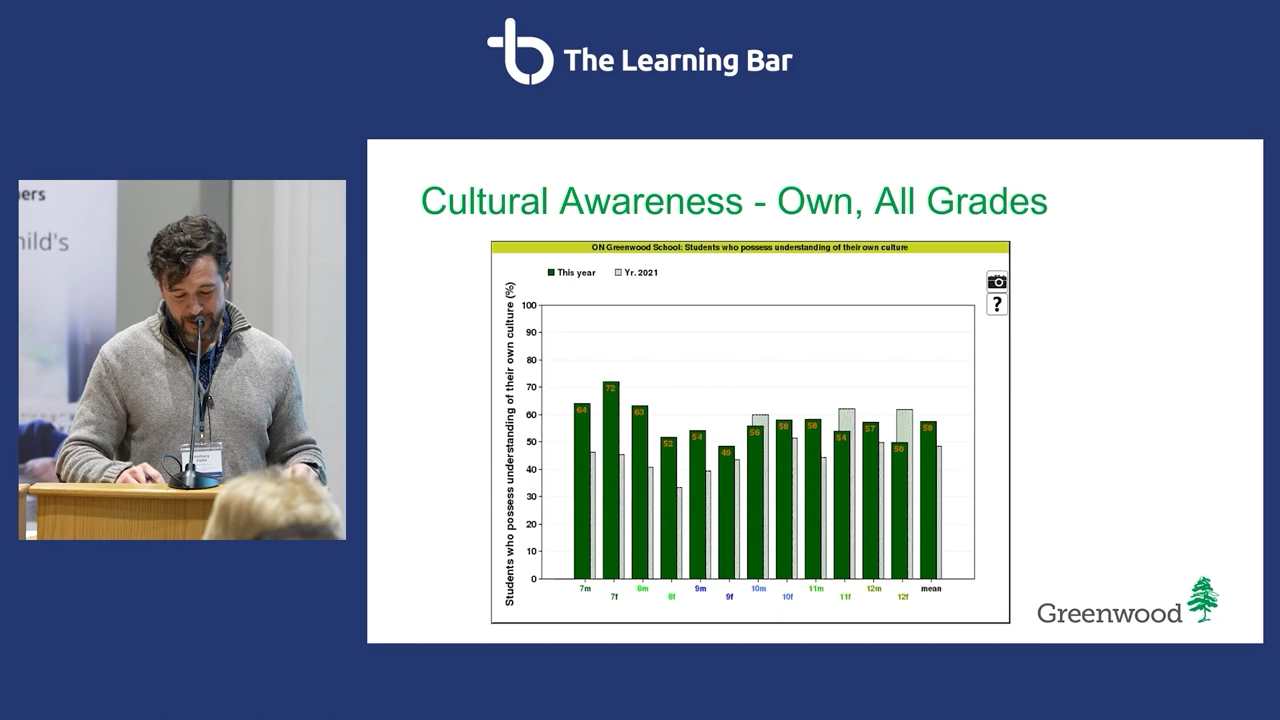 The Learning Bar
ers
hild's
Anthony
Cultural Awareness - Own, All Grades
ON Greenwood School: Students who possess understanding of their own culture
This year
Yr. 2021
?
Students who possess understanding of their own culture (%)
100
90
80
70
60
50
40
30
20
10
0
64
72
63
52
54
49
56
58
58
54
57
50
58
7m
7f
8m
8f
9m
9f
10m
10f
11m
11f
12m
12f
mean
Greenwood